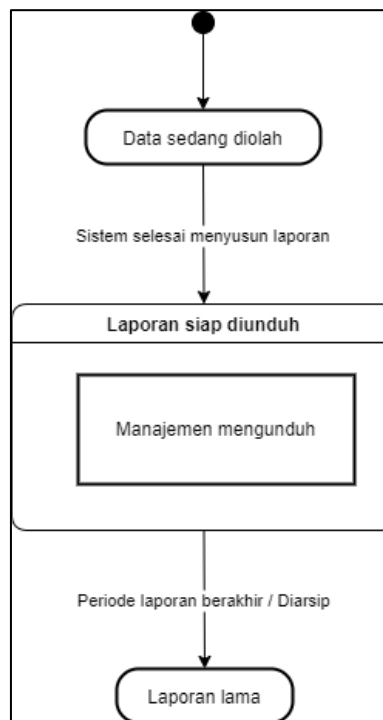 Data sedang diolah
Sistem selesai menyusun laporan
Laporan siap diunduh
Manajemen mengunduh
Periode laporan berakhir / Diarsip
Laporan lama